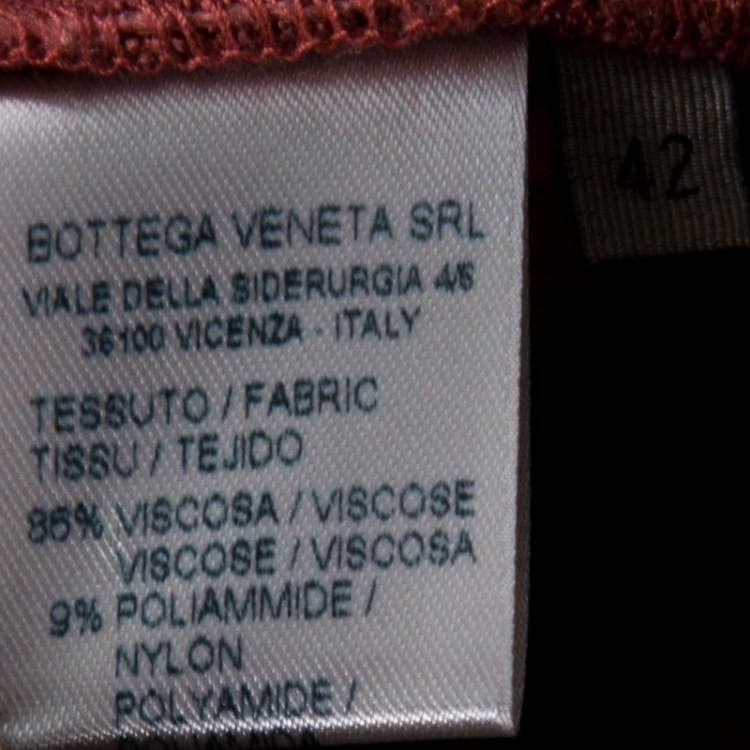 BOTTEGA VENETA SRL
VIALE DELLA SIDERURGIA 4/6
36100 VICENZA - ITALY
TESSUTO / FABRIC
TISSU / TEJIDO
86% VISCOSA / VISCOSE
VISCOSE / VISCOSA
9% POLIAMMIDE /
NYLON
POLYAMIDE /
42